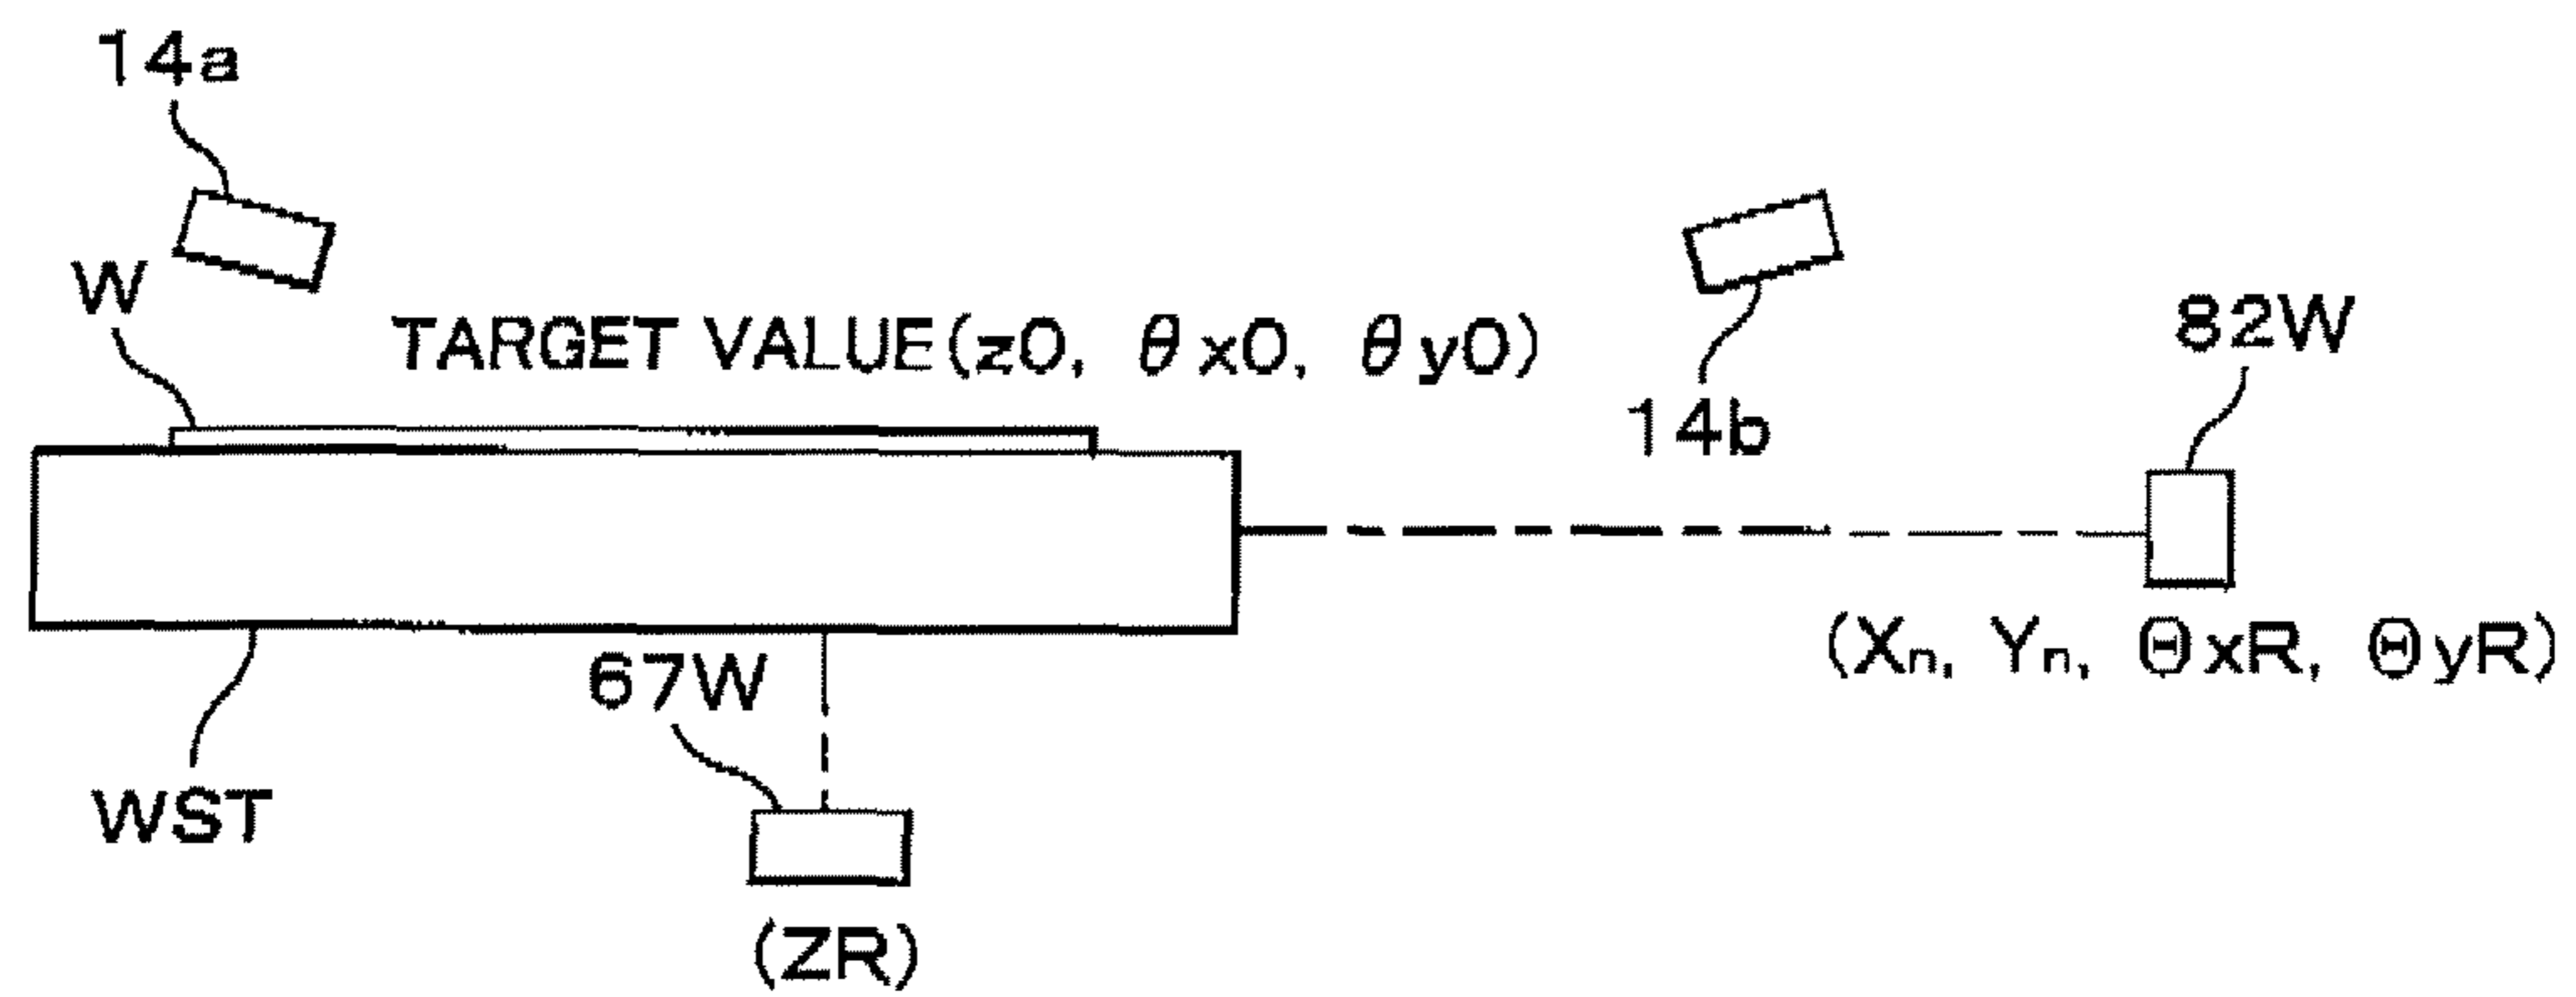 14a
W
TARGET VALUE(z0, θx0, θy0)
14b
82W
(Xn, Yn, ΘxR, ΘyR)
67W
WST
(ZR)